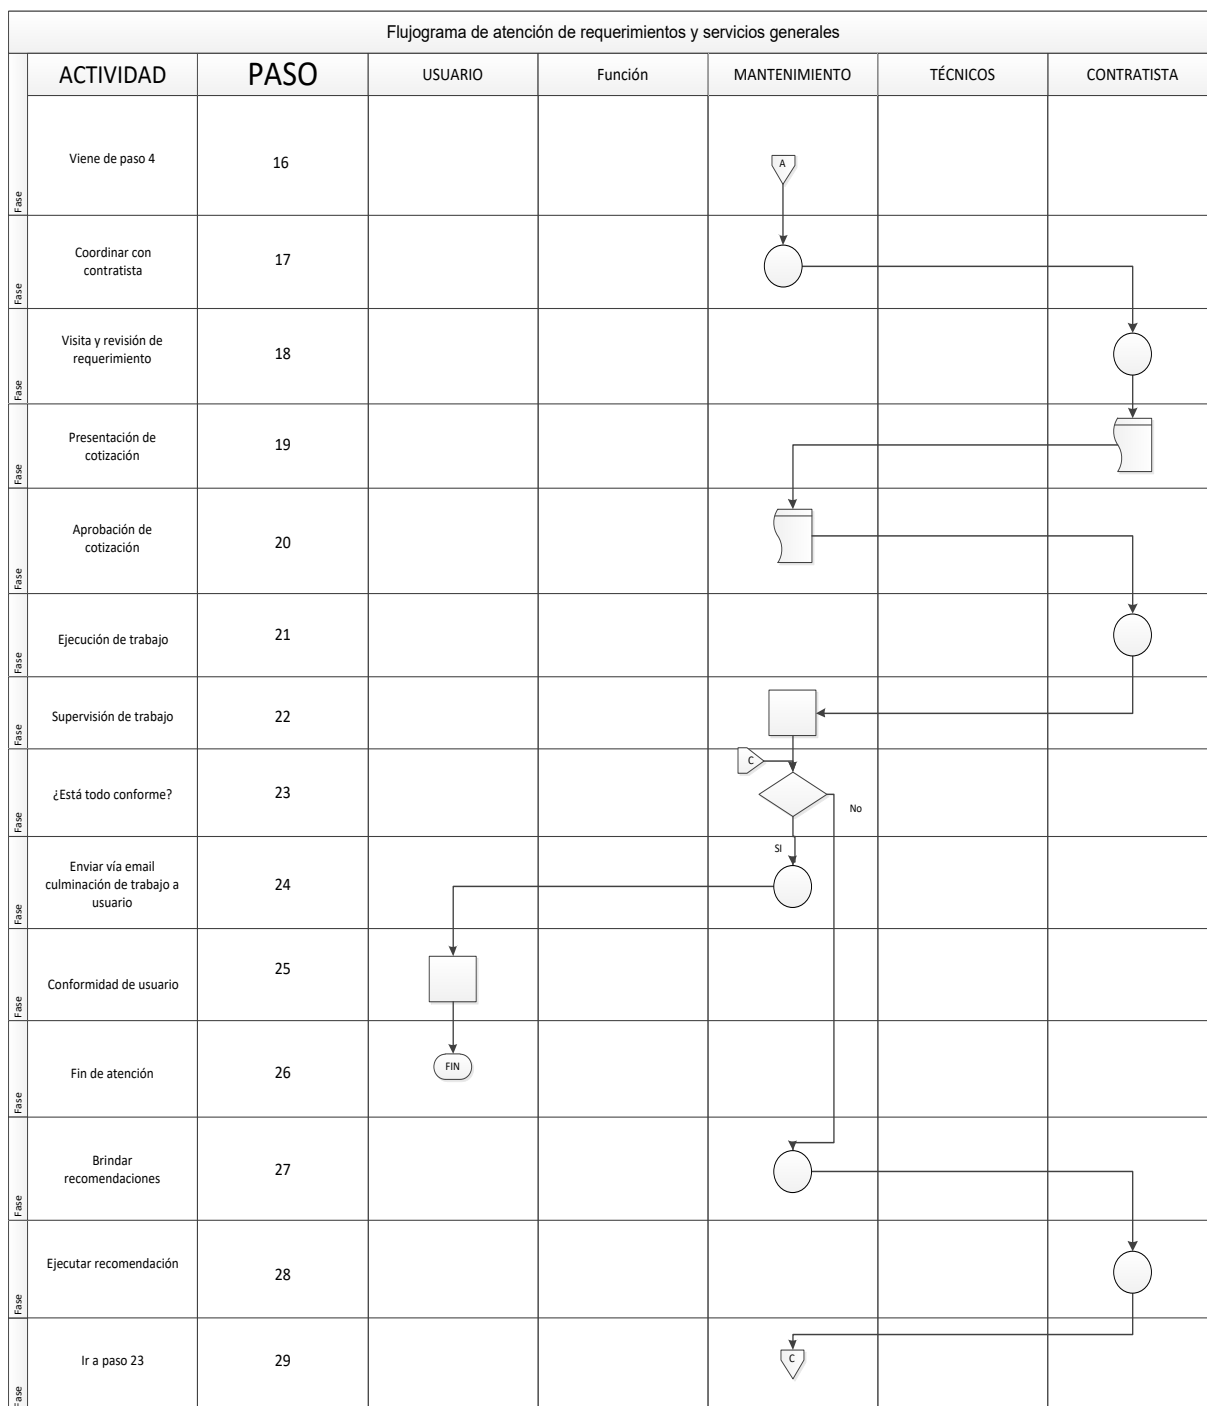 Flujograma de atención de requerimientos y servicios generales
ACTIVIDAD
PASO
USUARIO
Función
MANTENIMIENTO
TÉCNICOS
CONTRATISTA
Fase
Viene de paso 4
16
A
Fase
Coordinar con
contratista
17
Fase
Visita y revisión de
requerimiento
18
Fase
Presentación de
cotización
19
Fase
Aprobación de
cotización
20
Fase
Ejecución de trabajo
21
Fase
Supervisión de trabajo
22
Fase
¿Está todo conforme?
23
C
No
Fase
Enviar vía email
culminación de trabajo a
usuario
24
SI
Fase
Conformidad de usuario
25
Fase
Fin de atención
26
FIN
Fase
Brindar
recomendaciones
27
Fase
Ejecutar recomendación
28
Fase
Ir a paso 23
29
C
Fase